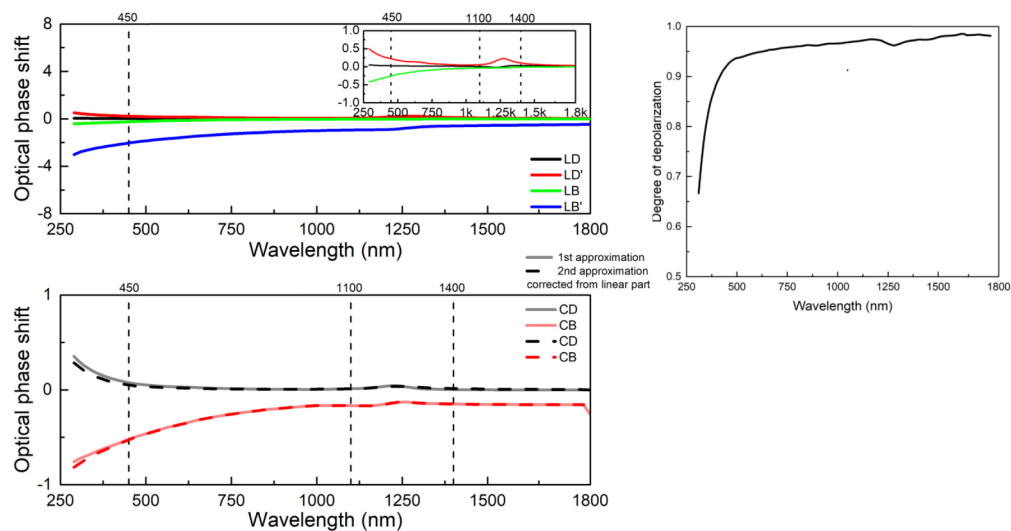 450 1100 1400
8
4
0
-4
-8
Optical phase shift
450 1100 1400
1.0
0.5
0.0
-0.5
-1.0
250 500 750 1k 1.25k 1.5k 1.8k
LD
LD'
LB
LB'
250 500 750 1000 1250 1500 1800
Wavelength (nm)
1st approximation
2nd approximation
corrected from linear part
450 1100 1400
1
0
-1
Optical phase shift
CD
CB
CD
CB
250 500 750 1000 1250 1500 1800
Wavelength (nm)
1.0
0.9
0.8
0.7
0.6
0.5
Degree of depolarization
250 500 750 1000 1250 1500 1800
Wavelength (nm)